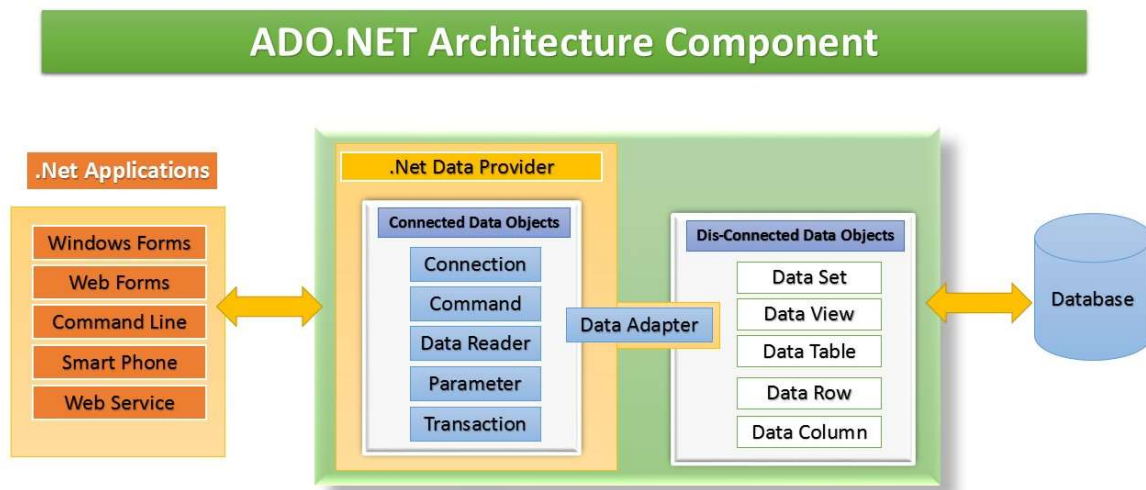 ADO.NET Architecture Component
.Net Applications
Windows Forms
Web Forms
Command Line
Smart Phone
Web Service
.Net Data Provider
Connected Data Objects
Connection
Command
Data Reader
Parameter
Transaction
Data Adapter
Dis-Connected Data Objects
Data Set
Data View
Data Table
Data Row
Data Column
Database